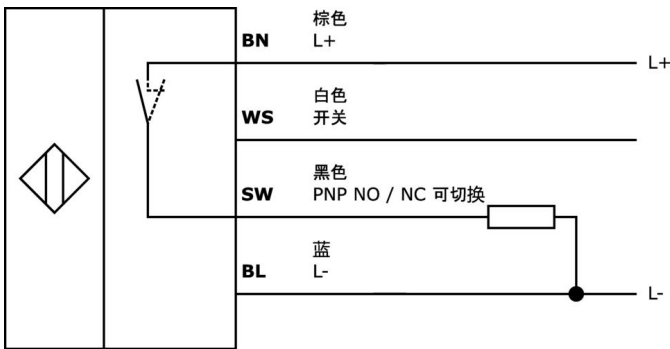 棕色
BN L+
L+
白色
WS 开关
黑色
SW PNP NO / NC 可切换
蓝
BL L-
L-